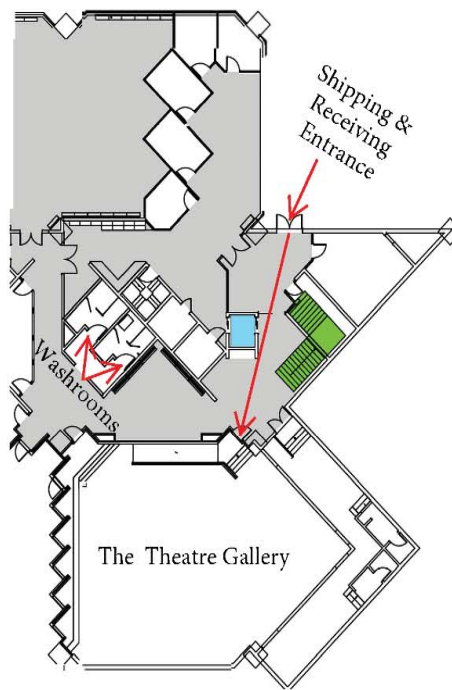 Shipping &
Receiving
Entrance
Washrooms
The Theatre Gallery